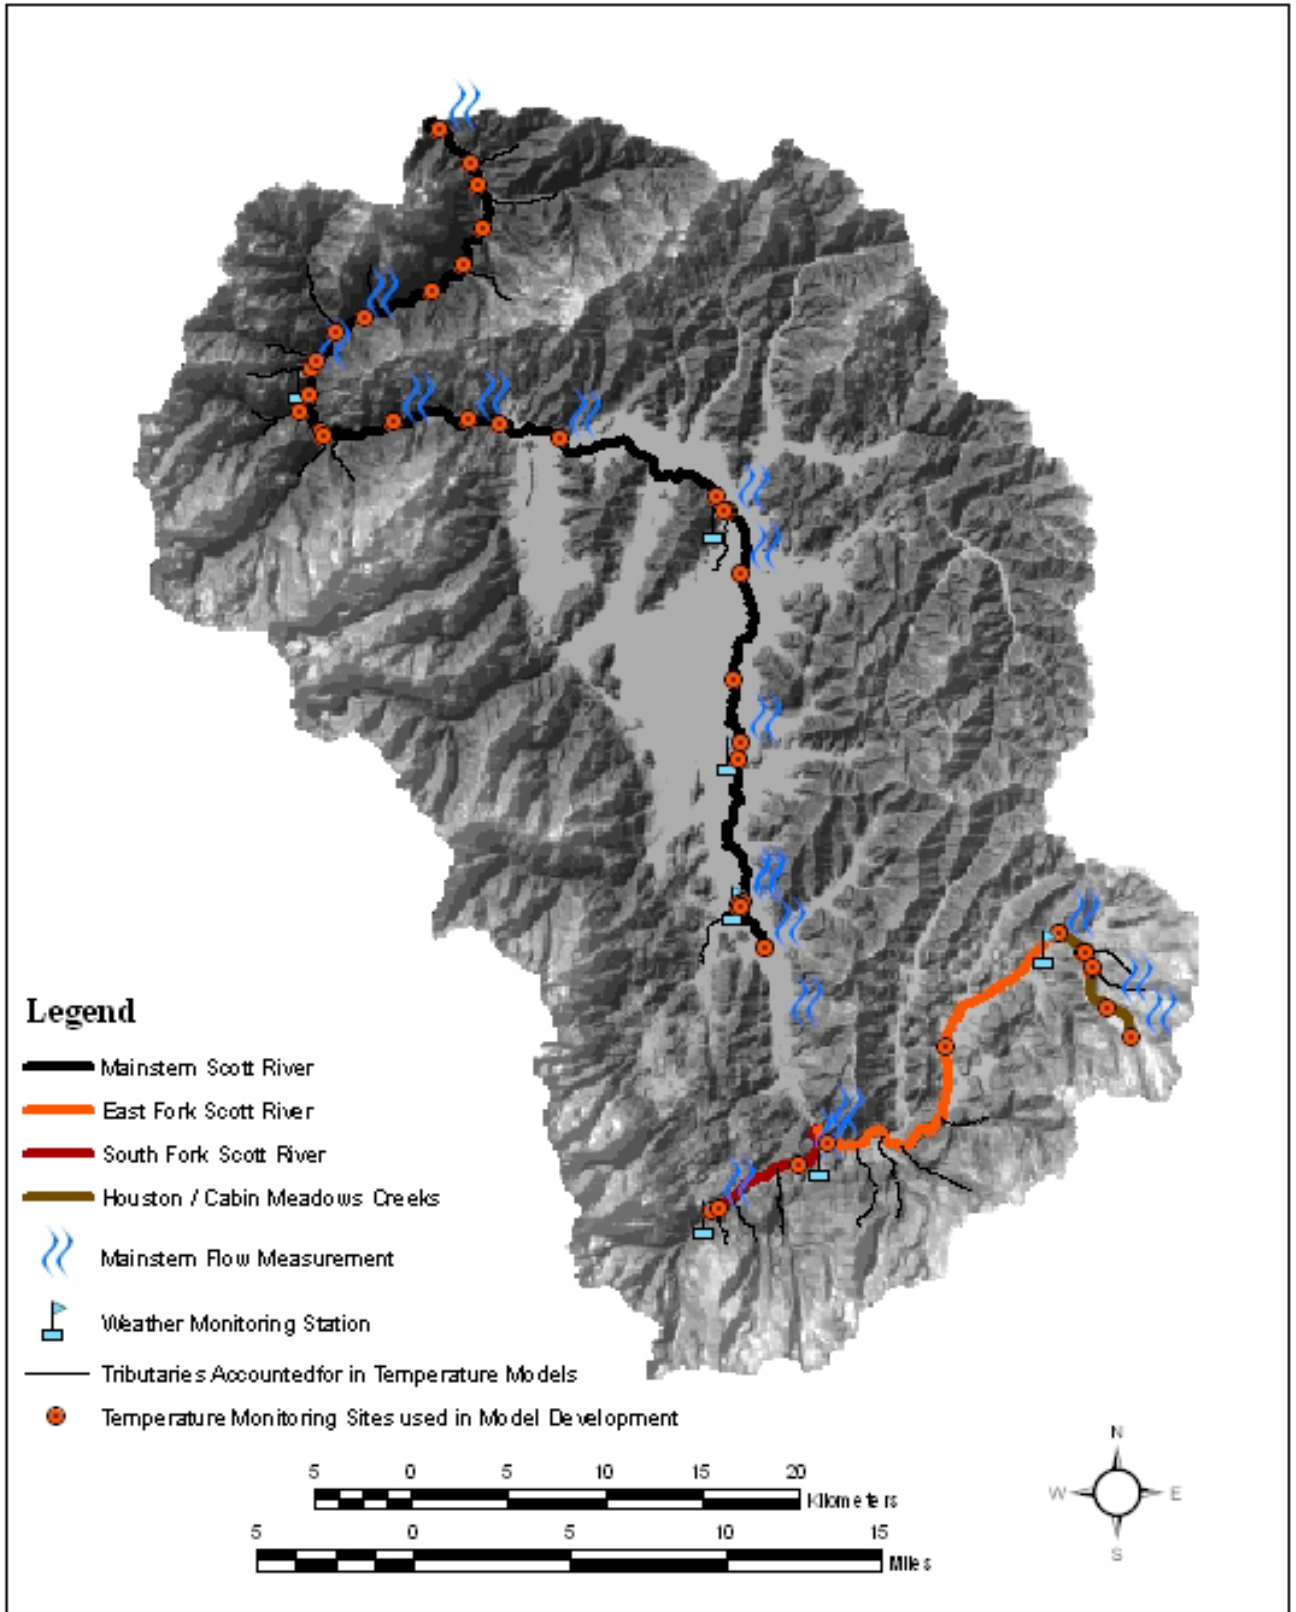 Legend
Mainstem Scott River
East Fork Scott River
South Fork Scott River
Houston / Cabin Meadows Creeks
Mainstem Flow Measurement
Weather Monitoring Station
Tributaries Accountedfor in Temperature Models
Temperature Monitoring Sites used in Model Development
5 0 5 10 15 20
Kilometers
5 0 5 10 15
Miles
N
W E
S